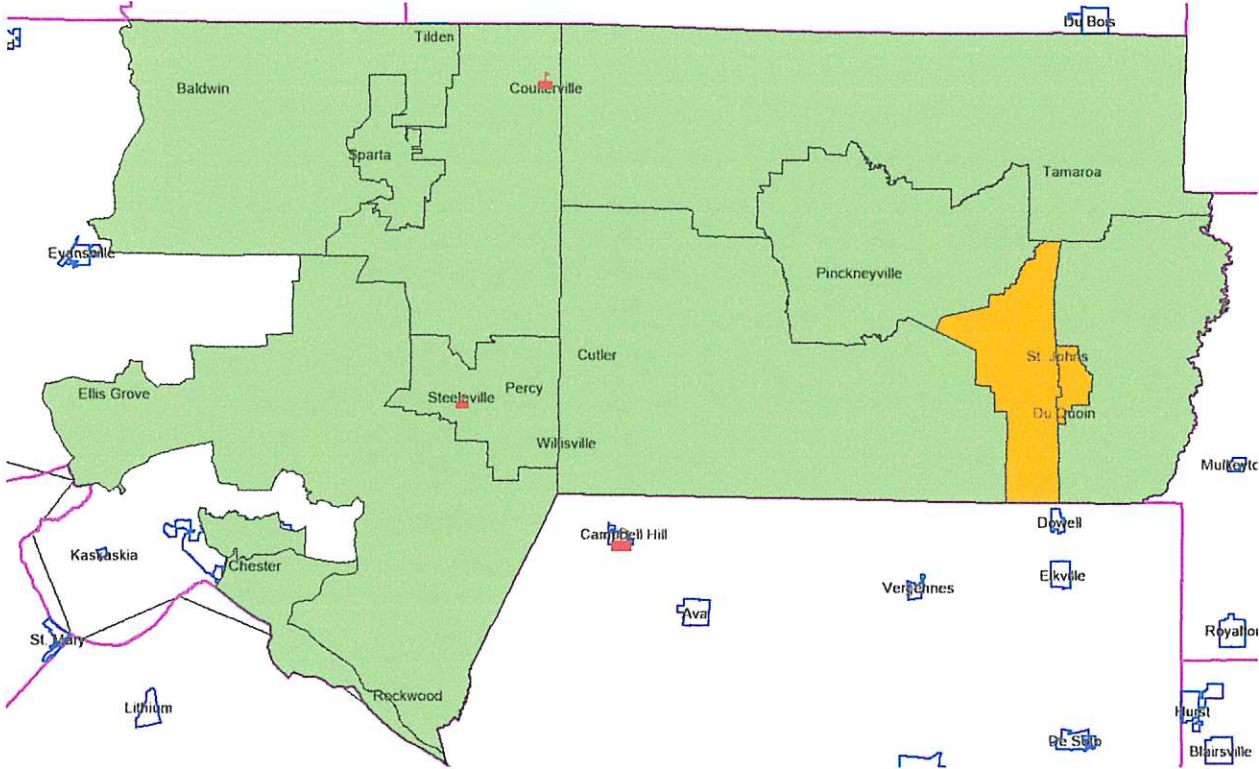 Du Bois
Tilden
Baldwin
Coulterville
Sparta
Tamaroa
Evansville
Pinckneyville
Cutler
St. Johns
Ellis Grove
Percy
Steeleville
Du Quoin
Willisville
Dowell
Campbell Hill
Kaskaskia
Chester
Elkville
Vergennes
Ava
St. Mary
Royalton
Rockwood
Lithium
Hurst
De Soto
Blairsville